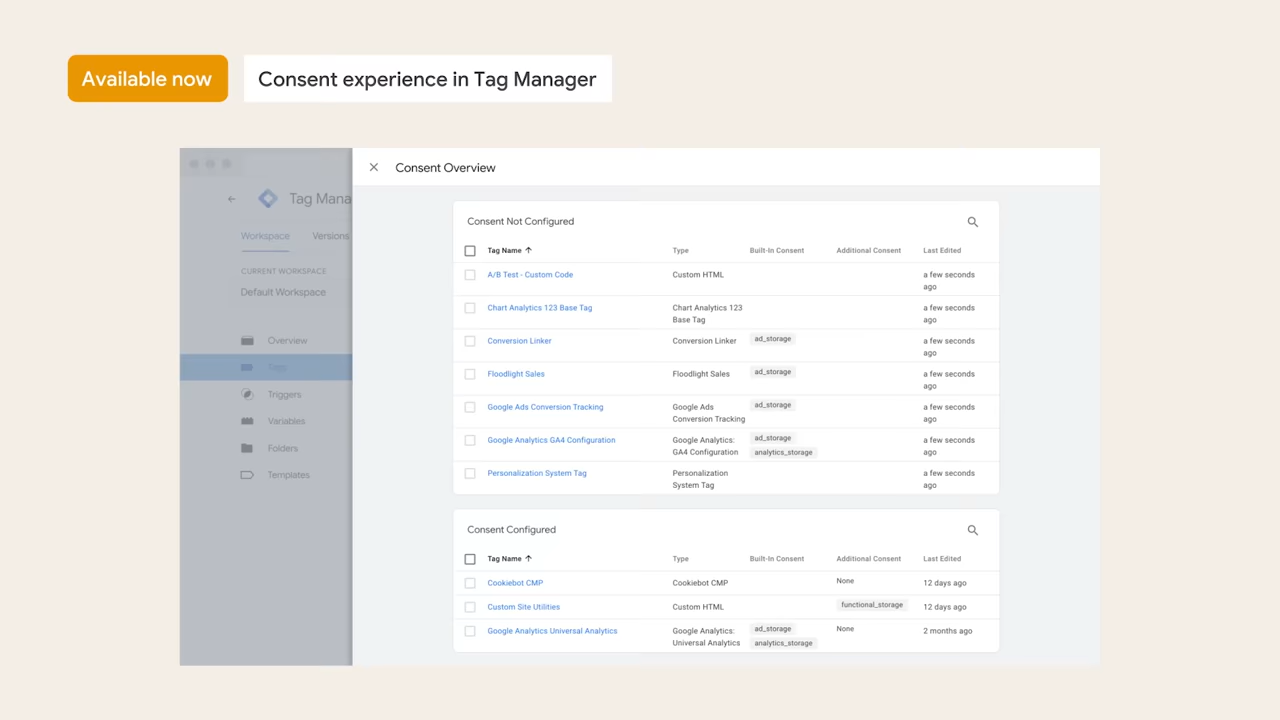 Available now
Consent experience in Tag Manager
Consent Overview
Tag Mana
Workspace Versions
CURRENT WORKSPACE
Default Workspace
Overview
Tags
Triggers
Variables
Folders
Templates
Consent Not Configured
Tag Name Type Built-In Consent Additional Consent Last Edited
A/B Test - Custom Code Custom HTML a few seconds
ago
Chart Analytics 123 Base Tag Chart Analytics 123 a few seconds
Base Tag ago
Conversion Linker Conversion Linker ad_storage a few seconds
ago
Floodlight Sales Floodlight Sales ad_storage a few seconds
ago
Google Ads Conversion Tracking Google Ads ad_storage a few seconds
Conversion Tracking ago
Google Analytics GA4 Configuration Google Analytics: ad_storage a few seconds
GA4 Configuration analytics_storage ago
Personalization System Tag Personalization a few seconds
System Tag ago
Consent Configured
Tag Name Type Built-In Consent Additional Consent Last Edited
Cookiebot CMP Cookiebot CMP None 12 days ago
Custom Site Utilities Custom HTML functional_storage 12 days ago
Google Analytics Universal Analytics Google Analytics: ad_storage None 2 months ago
Universal Analytics analytics_storage